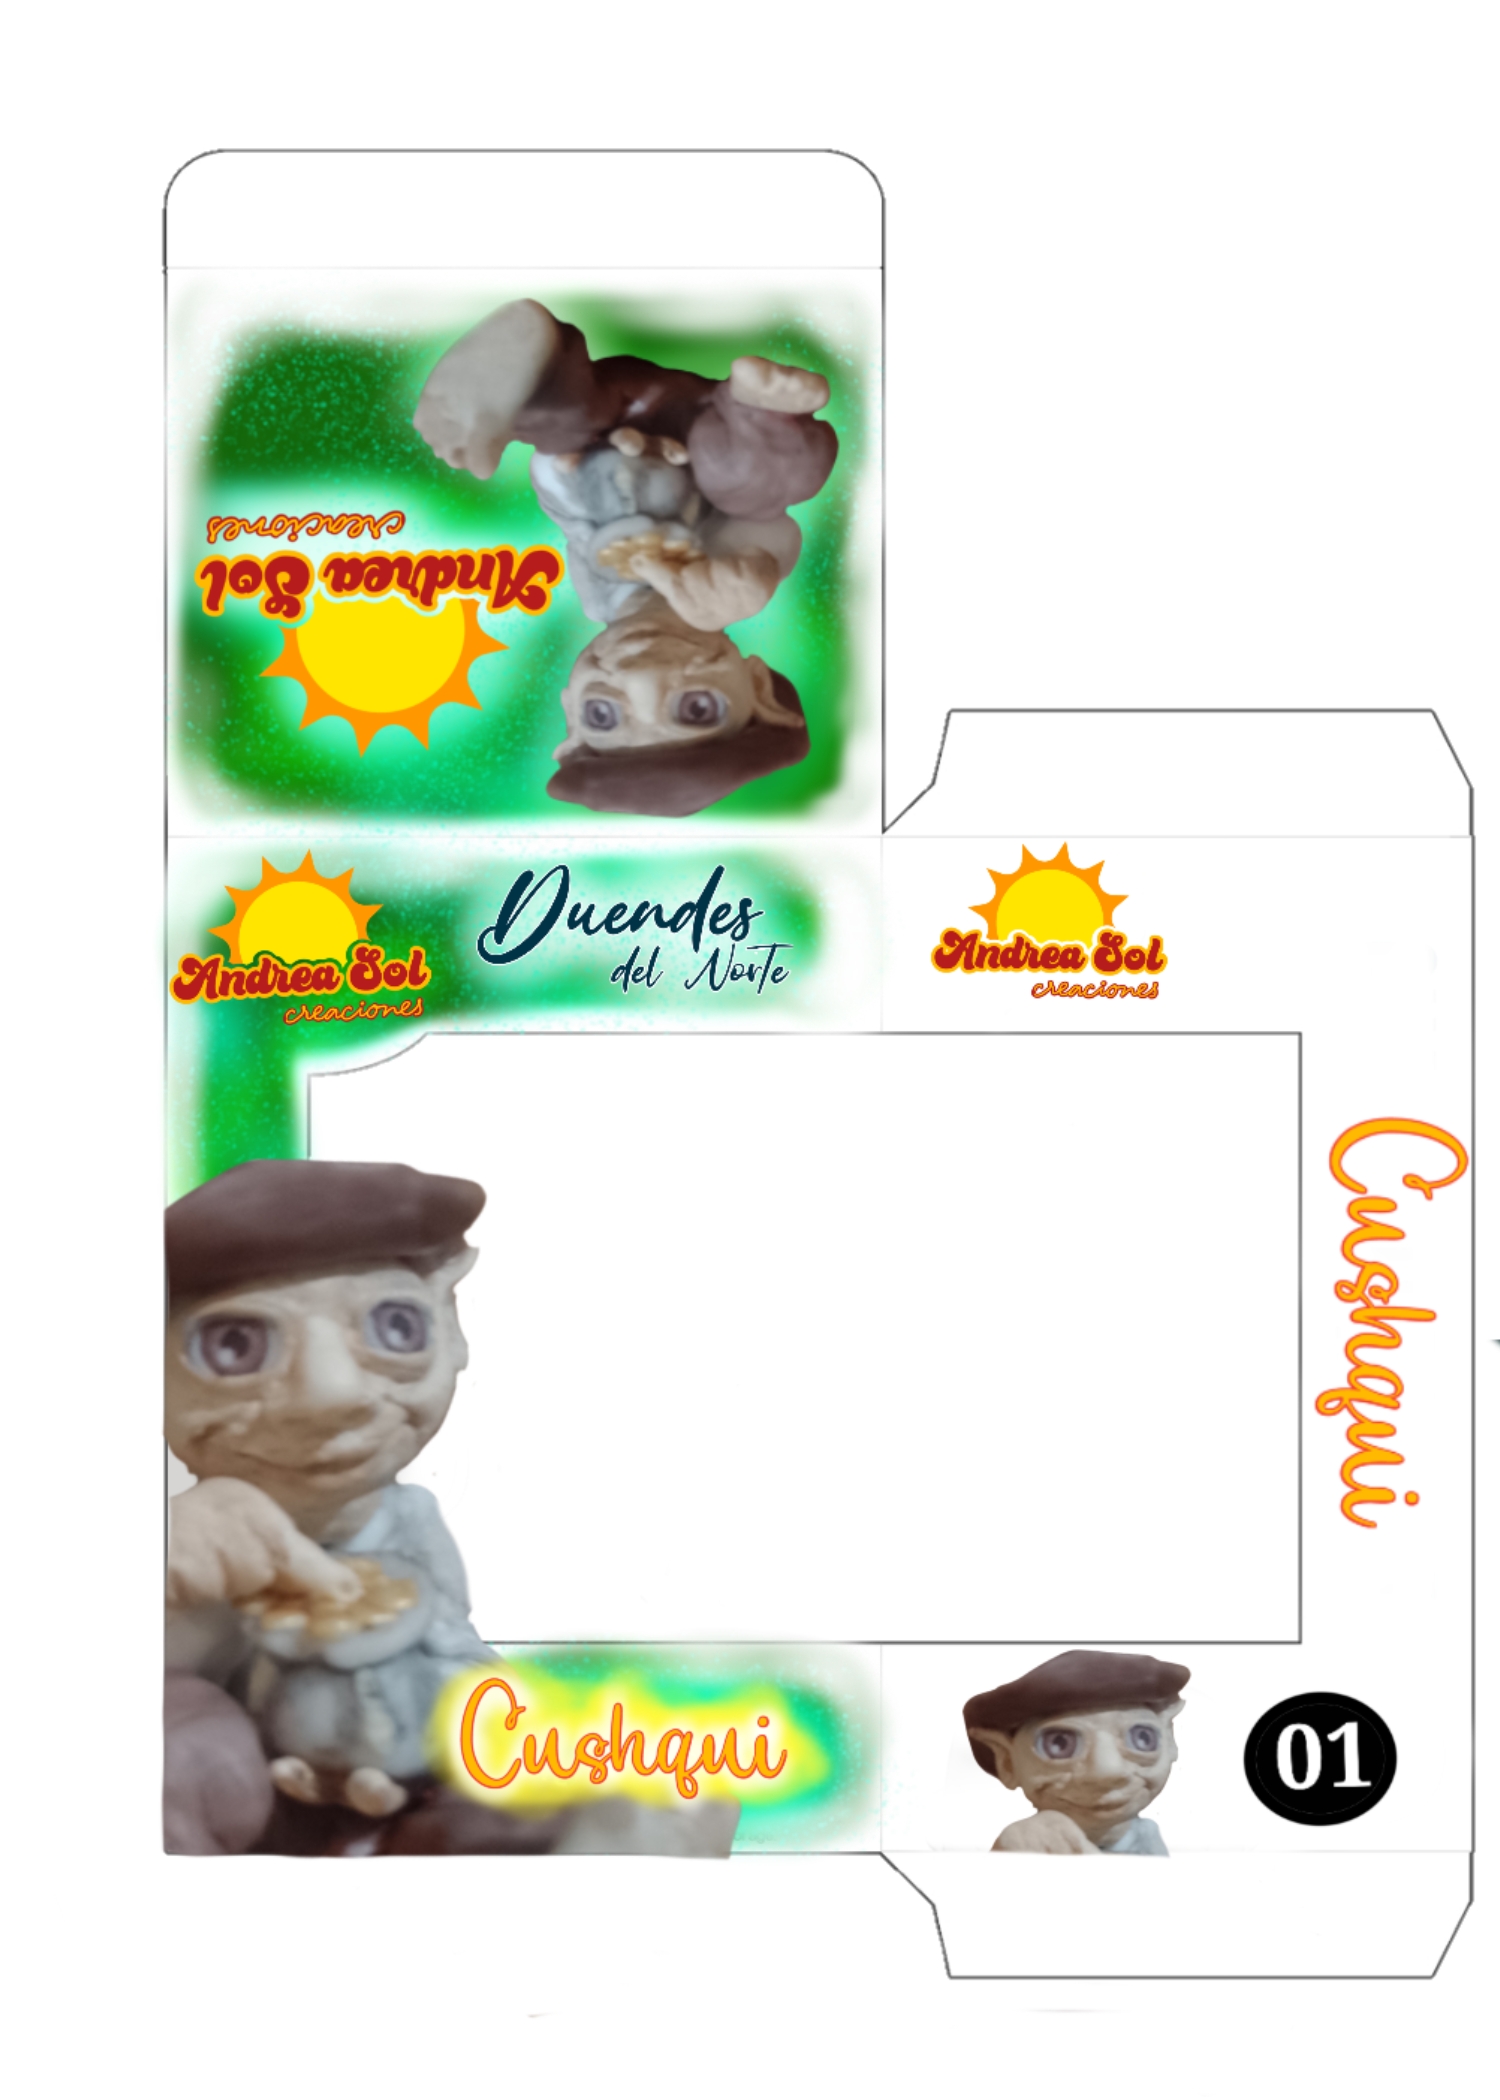 Andrea Sol
creaciones
Andrea Sol
creaciones
Duendes
del Norte
Andrea Sol
creaciones
Cushqui
Cushqui
01